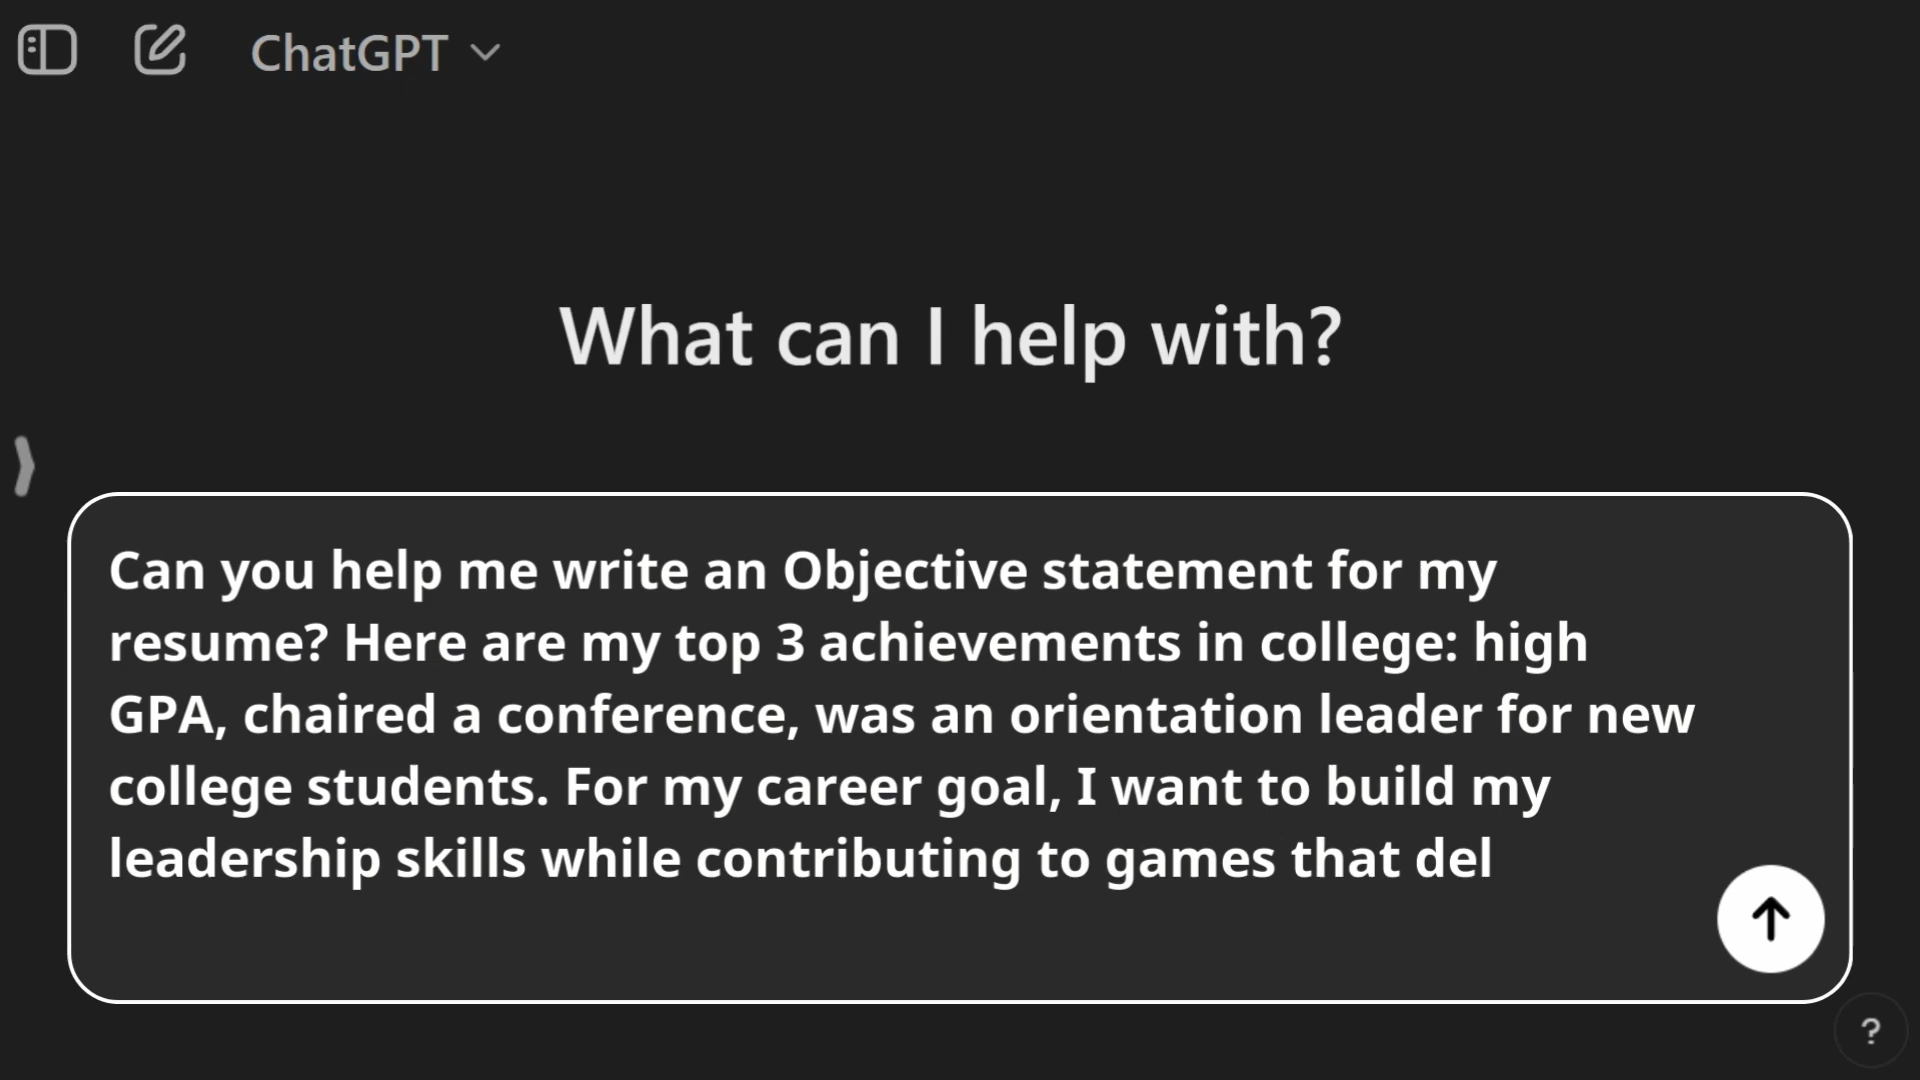 ChatGPT
What can I help with?
Can you help me write an Objective statement for my
resume? Here are my top 3 achievements in college: high
GPA, chaired a conference, was an orientation leader for new
college students. For my career goal, I want to build my
leadership skills while contributing to games that del
?